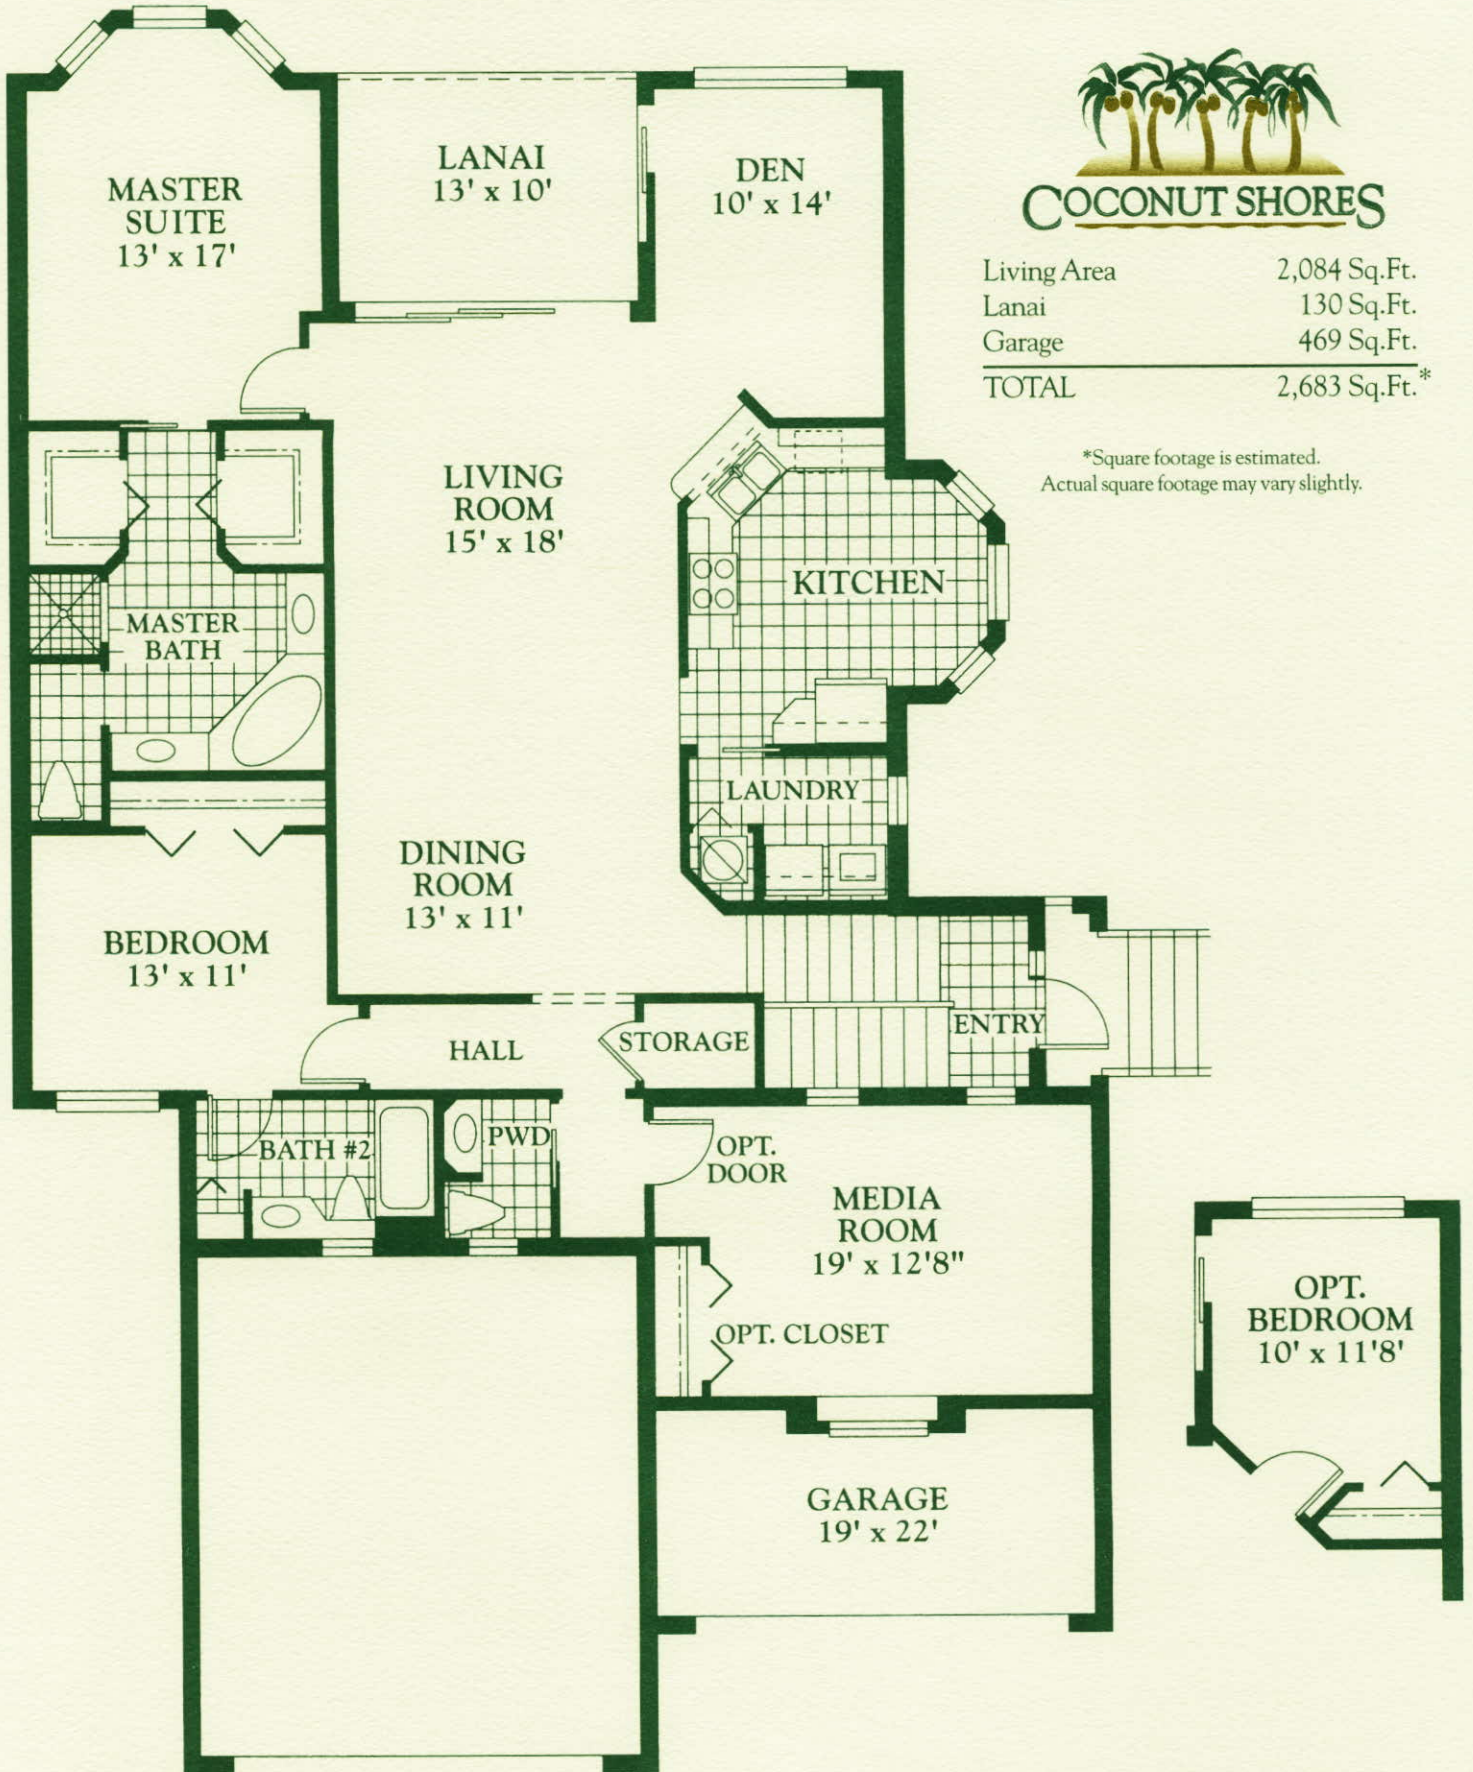 MASTER
SUITE
13' x 17'
LANAI
13' x 10'
DEN
10' x 14'
COCONUT SHORES
Living Area 2,084 Sq.Ft.
Lanai 130 Sq.Ft.
Garage 469 Sq.Ft.
TOTAL 2,683 Sq.Ft.*
*Square footage is estimated.
Actual square footage may vary slightly.
LIVING
ROOM
15' x 18'
KITCHEN
MASTER
BATH
LAUNDRY
DINING
ROOM
13' x 11'
BEDROOM
13' x 11'
HALL
STORAGE
ENTRY
BATH #2
PWD
OPT.
DOOR
MEDIA
ROOM
19' x 12'8"
OPT. CLOSET
OPT.
BEDROOM
10' x 11'8'
GARAGE
19' x 22'